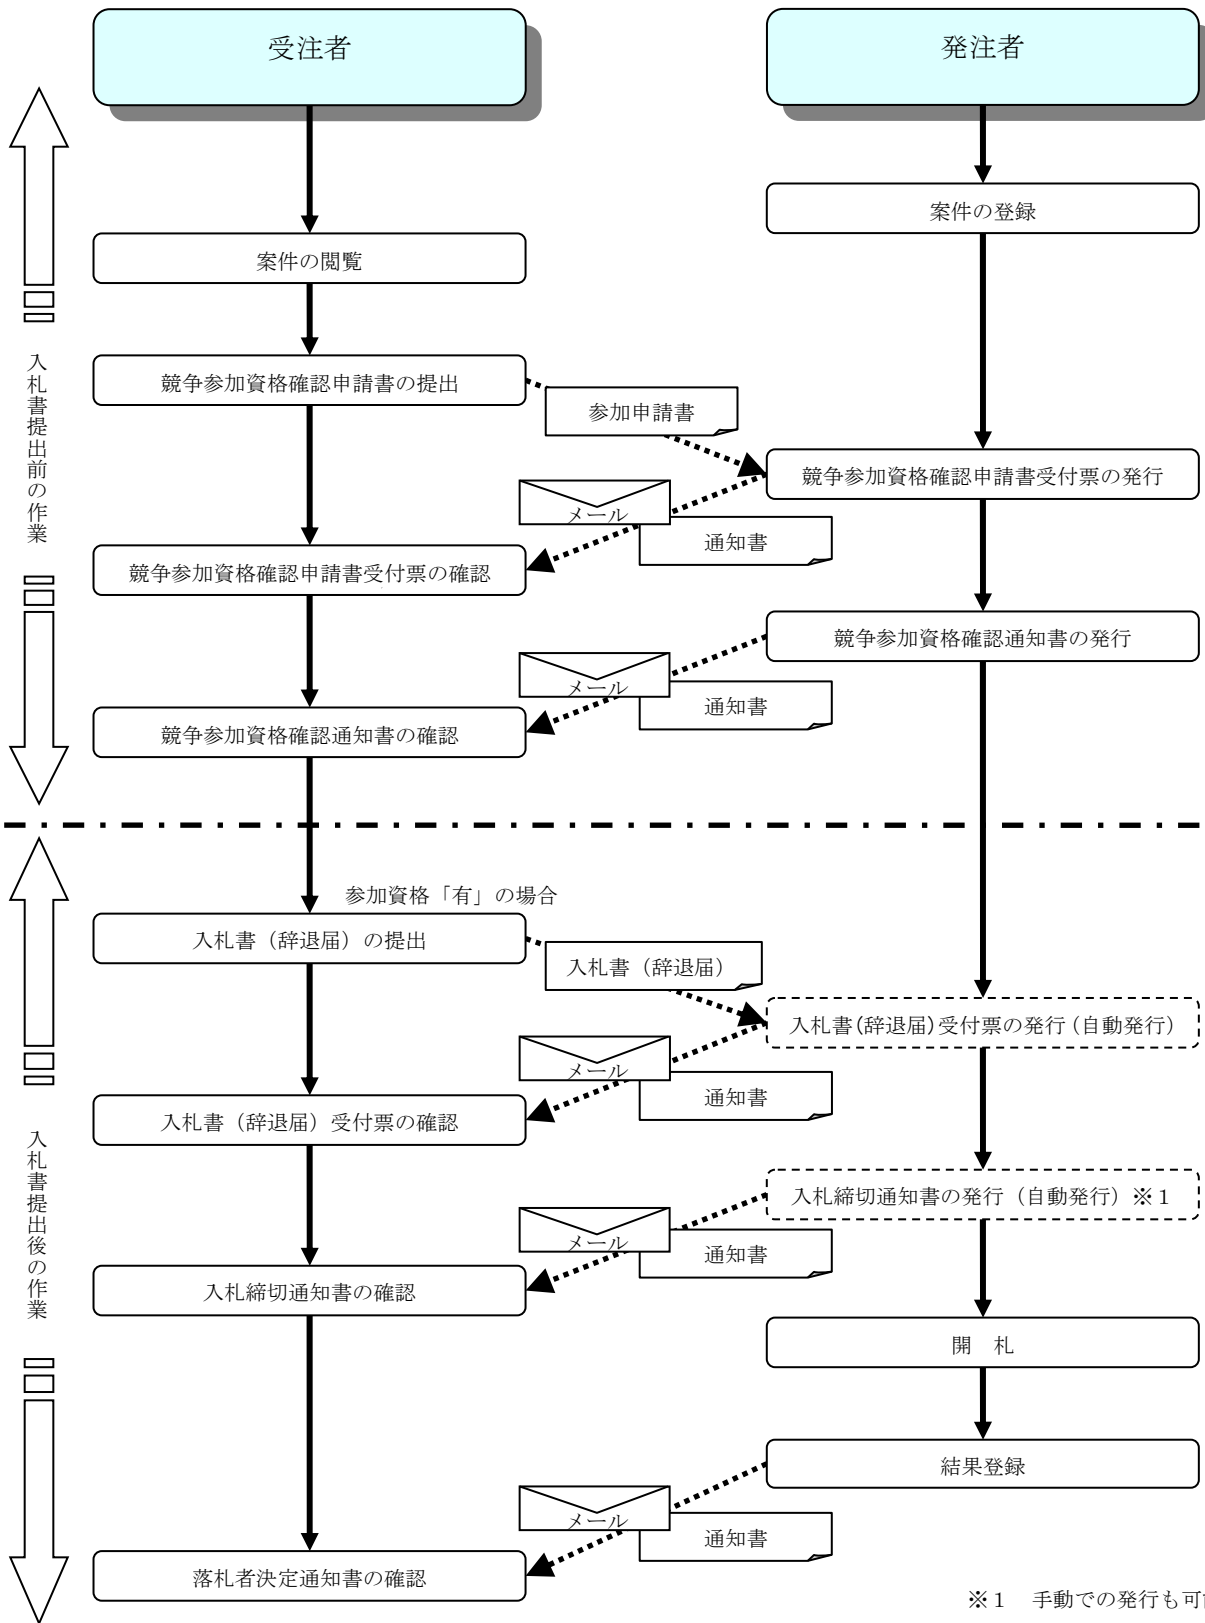 受注者
発注者
案件の登録
案件の閲覧
入札書提出前の作業
競争参加資格確認申請書の提出
参加申請書
競争参加資格確認申請書受付票の発行
メール
通知書
競争参加資格確認申請書受付票の確認
競争参加資格確認通知書の発行
メール
通知書
競争参加資格確認通知書の確認
参加資格「有」の場合
入札書（辞退届）の提出
入札書（辞退届）
入札書(辞退届)受付票の発行(自動発行)
メール
通知書
入札書（辞退届）受付票の確認
入札書提出後の作業
入札締切通知書の発行（自動発行）※１
メール
通知書
入札締切通知書の確認
開　札
結果登録
メール
通知書
落札者決定通知書の確認
※１　手動での発行も可